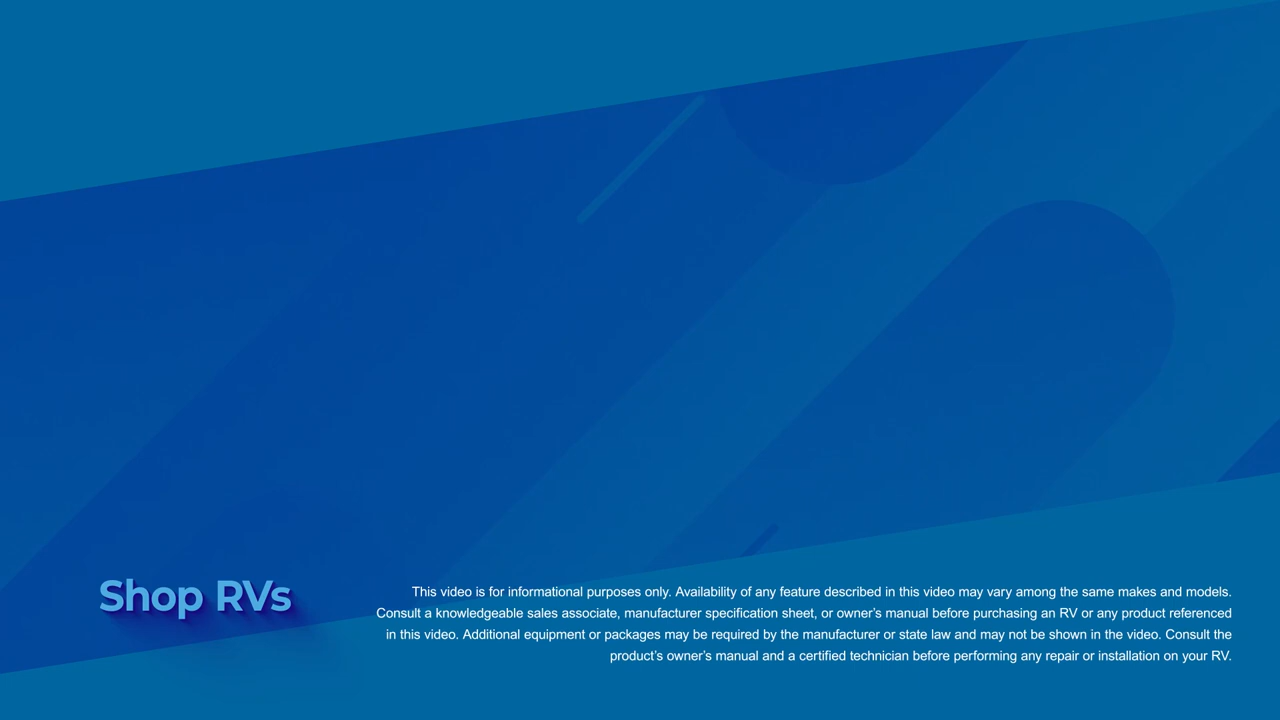 Shop RVs
This video is for informational purposes only. Availability of any feature described in this video may vary among the same makes and models.
Consult a knowledgeable sales associate, manufacturer specification sheet, or owner’s manual before purchasing an RV or any product referenced
in this video. Additional equipment or packages may be required by the manufacturer or state law and may not be shown in the video. Consult the
product’s owner’s manual and a certified technician before performing any repair or installation on your RV.